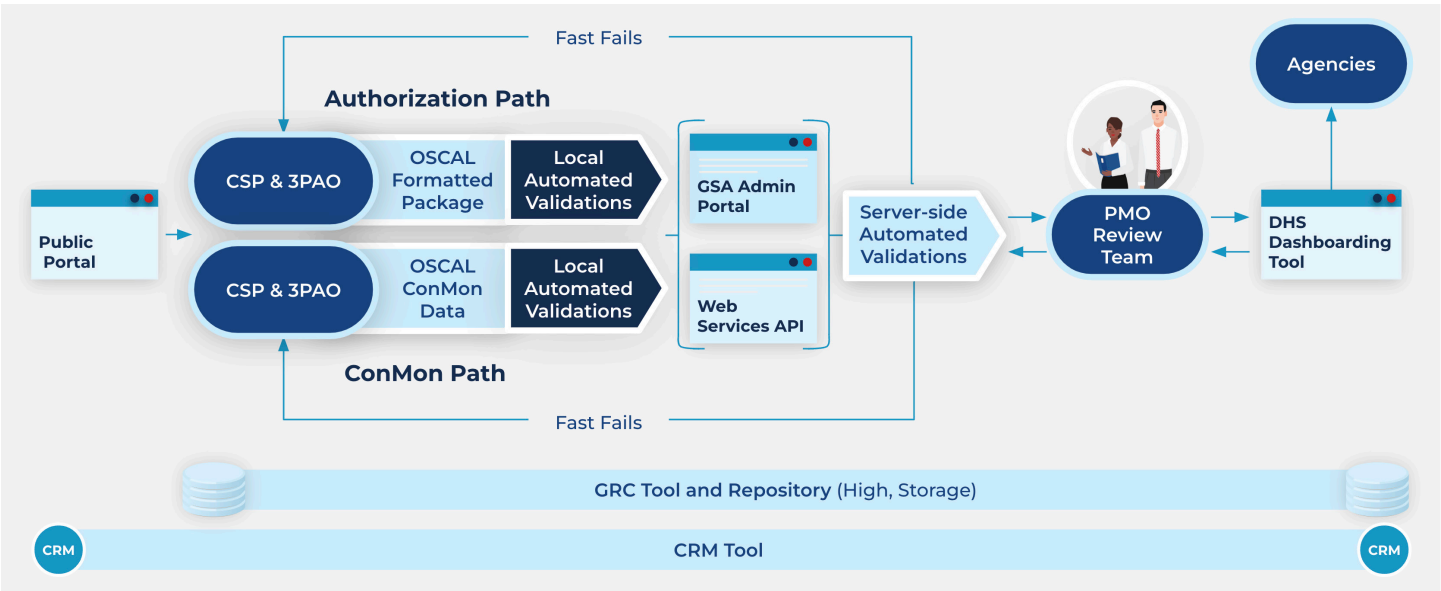 Fast Fails
Authorization Path
Agencies
CSP & 3PAO
OSCAL
Formatted
Package
Local
Automated
Validations
GSA Admin
Portal
Public
Portal
Server-side
Automated
Validations
PMO
Review
Team
DHS
Dashboarding
Tool
CSP & 3PAO
OSCAL
ConMon
Data
Local
Automated
Validations
Web
Services API
ConMon Path
Fast Fails
GRC Tool and Repository (High, Storage)
CRM
CRM Tool
CRM